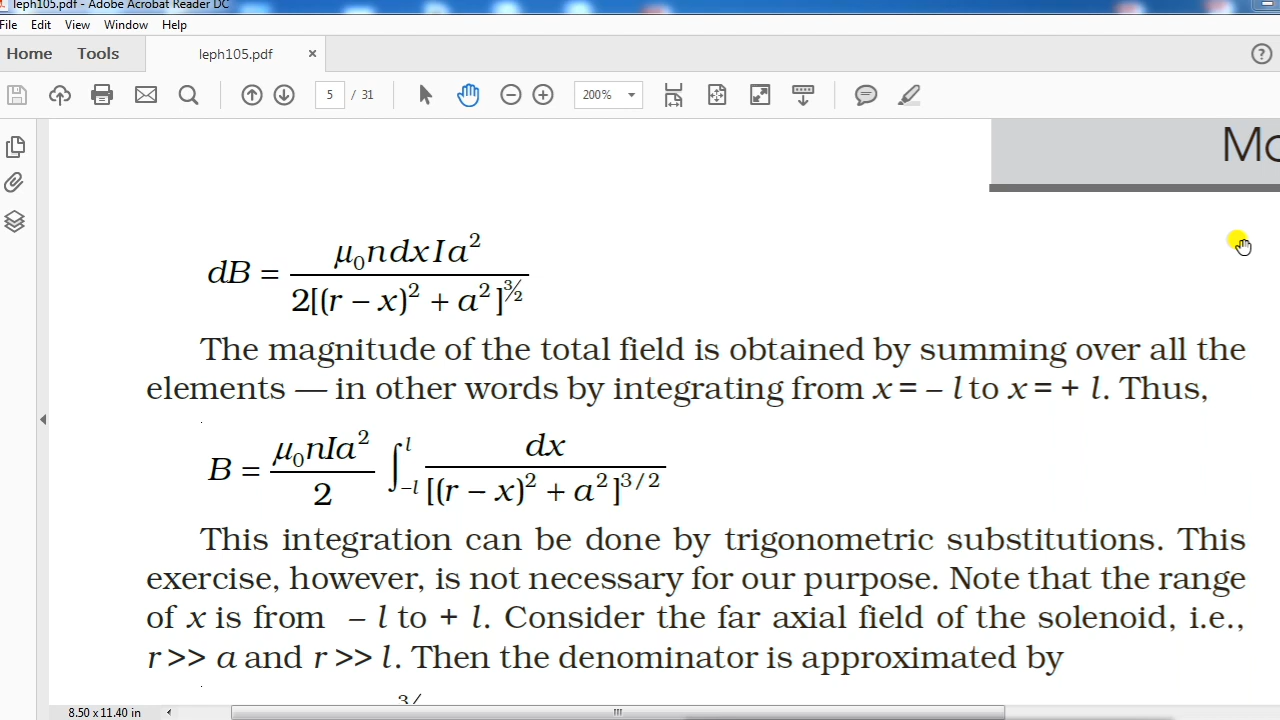 leph105.pdf - Adobe Acrobat Reader DC
File Edit View Window Help
Home Tools leph105.pdf ×
5 / 31 200%
Mo
dB = μ₀ndxIa² / 2[(r – x)² + a²]^(3/2)
The magnitude of the total field is obtained by summing over all the
elements — in other words by integrating from x = – l to x = + l. Thus,
B = μ₀nIa² / 2 ∫₋ₗˡ dx / [(r – x)² + a²]^(3/2)
This integration can be done by trigonometric substitutions. This
exercise, however, is not necessary for our purpose. Note that the range
of x is from – l to + l. Consider the far axial field of the solenoid, i.e.,
r >> a and r >> l. Then the denominator is approximated by
3/
8.50 x 11.40 in